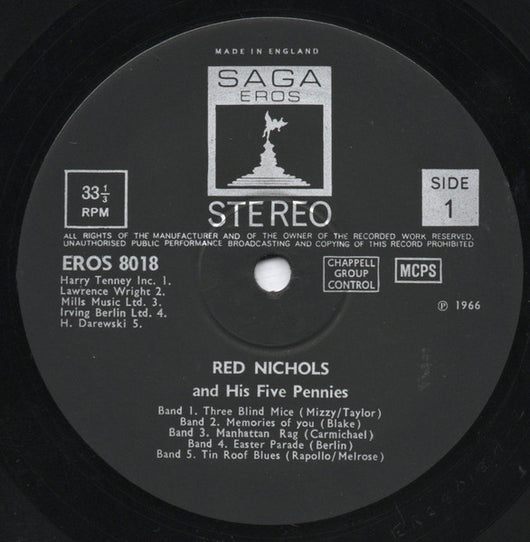 MADE IN ENGLAND
SAGA
EROS
33 1/3
RPM
SIDE
1
STEREO
ALL RIGHTS OF THE MANUFACTURER AND OF THE OWNER OF THE RECORDED WORK RESERVED.
UNAUTHORISED PUBLIC PERFORMANCE BROADCASTING AND COPYING OF THIS RECORD PROHIBITED
EROS 8018
Harry Tenney Inc. 1.
Lawrence Wright 2.
Mills Music Ltd. 3.
Irving Berlin Ltd. 4.
H. Darewski 5.
CHAPPELL
GROUP
CONTROL
MCPS
℗ 1966
RED NICHOLS
and His Five Pennies
Band 1. Three Blind Mice (Mizzy/Taylor)
Band 2. Memories of you (Blake)
Band 3. Manhattan Rag (Carmichael)
Band 4. Easter Parade (Berlin)
Band 5. Tin Roof Blues (Rapollo/Melrose)